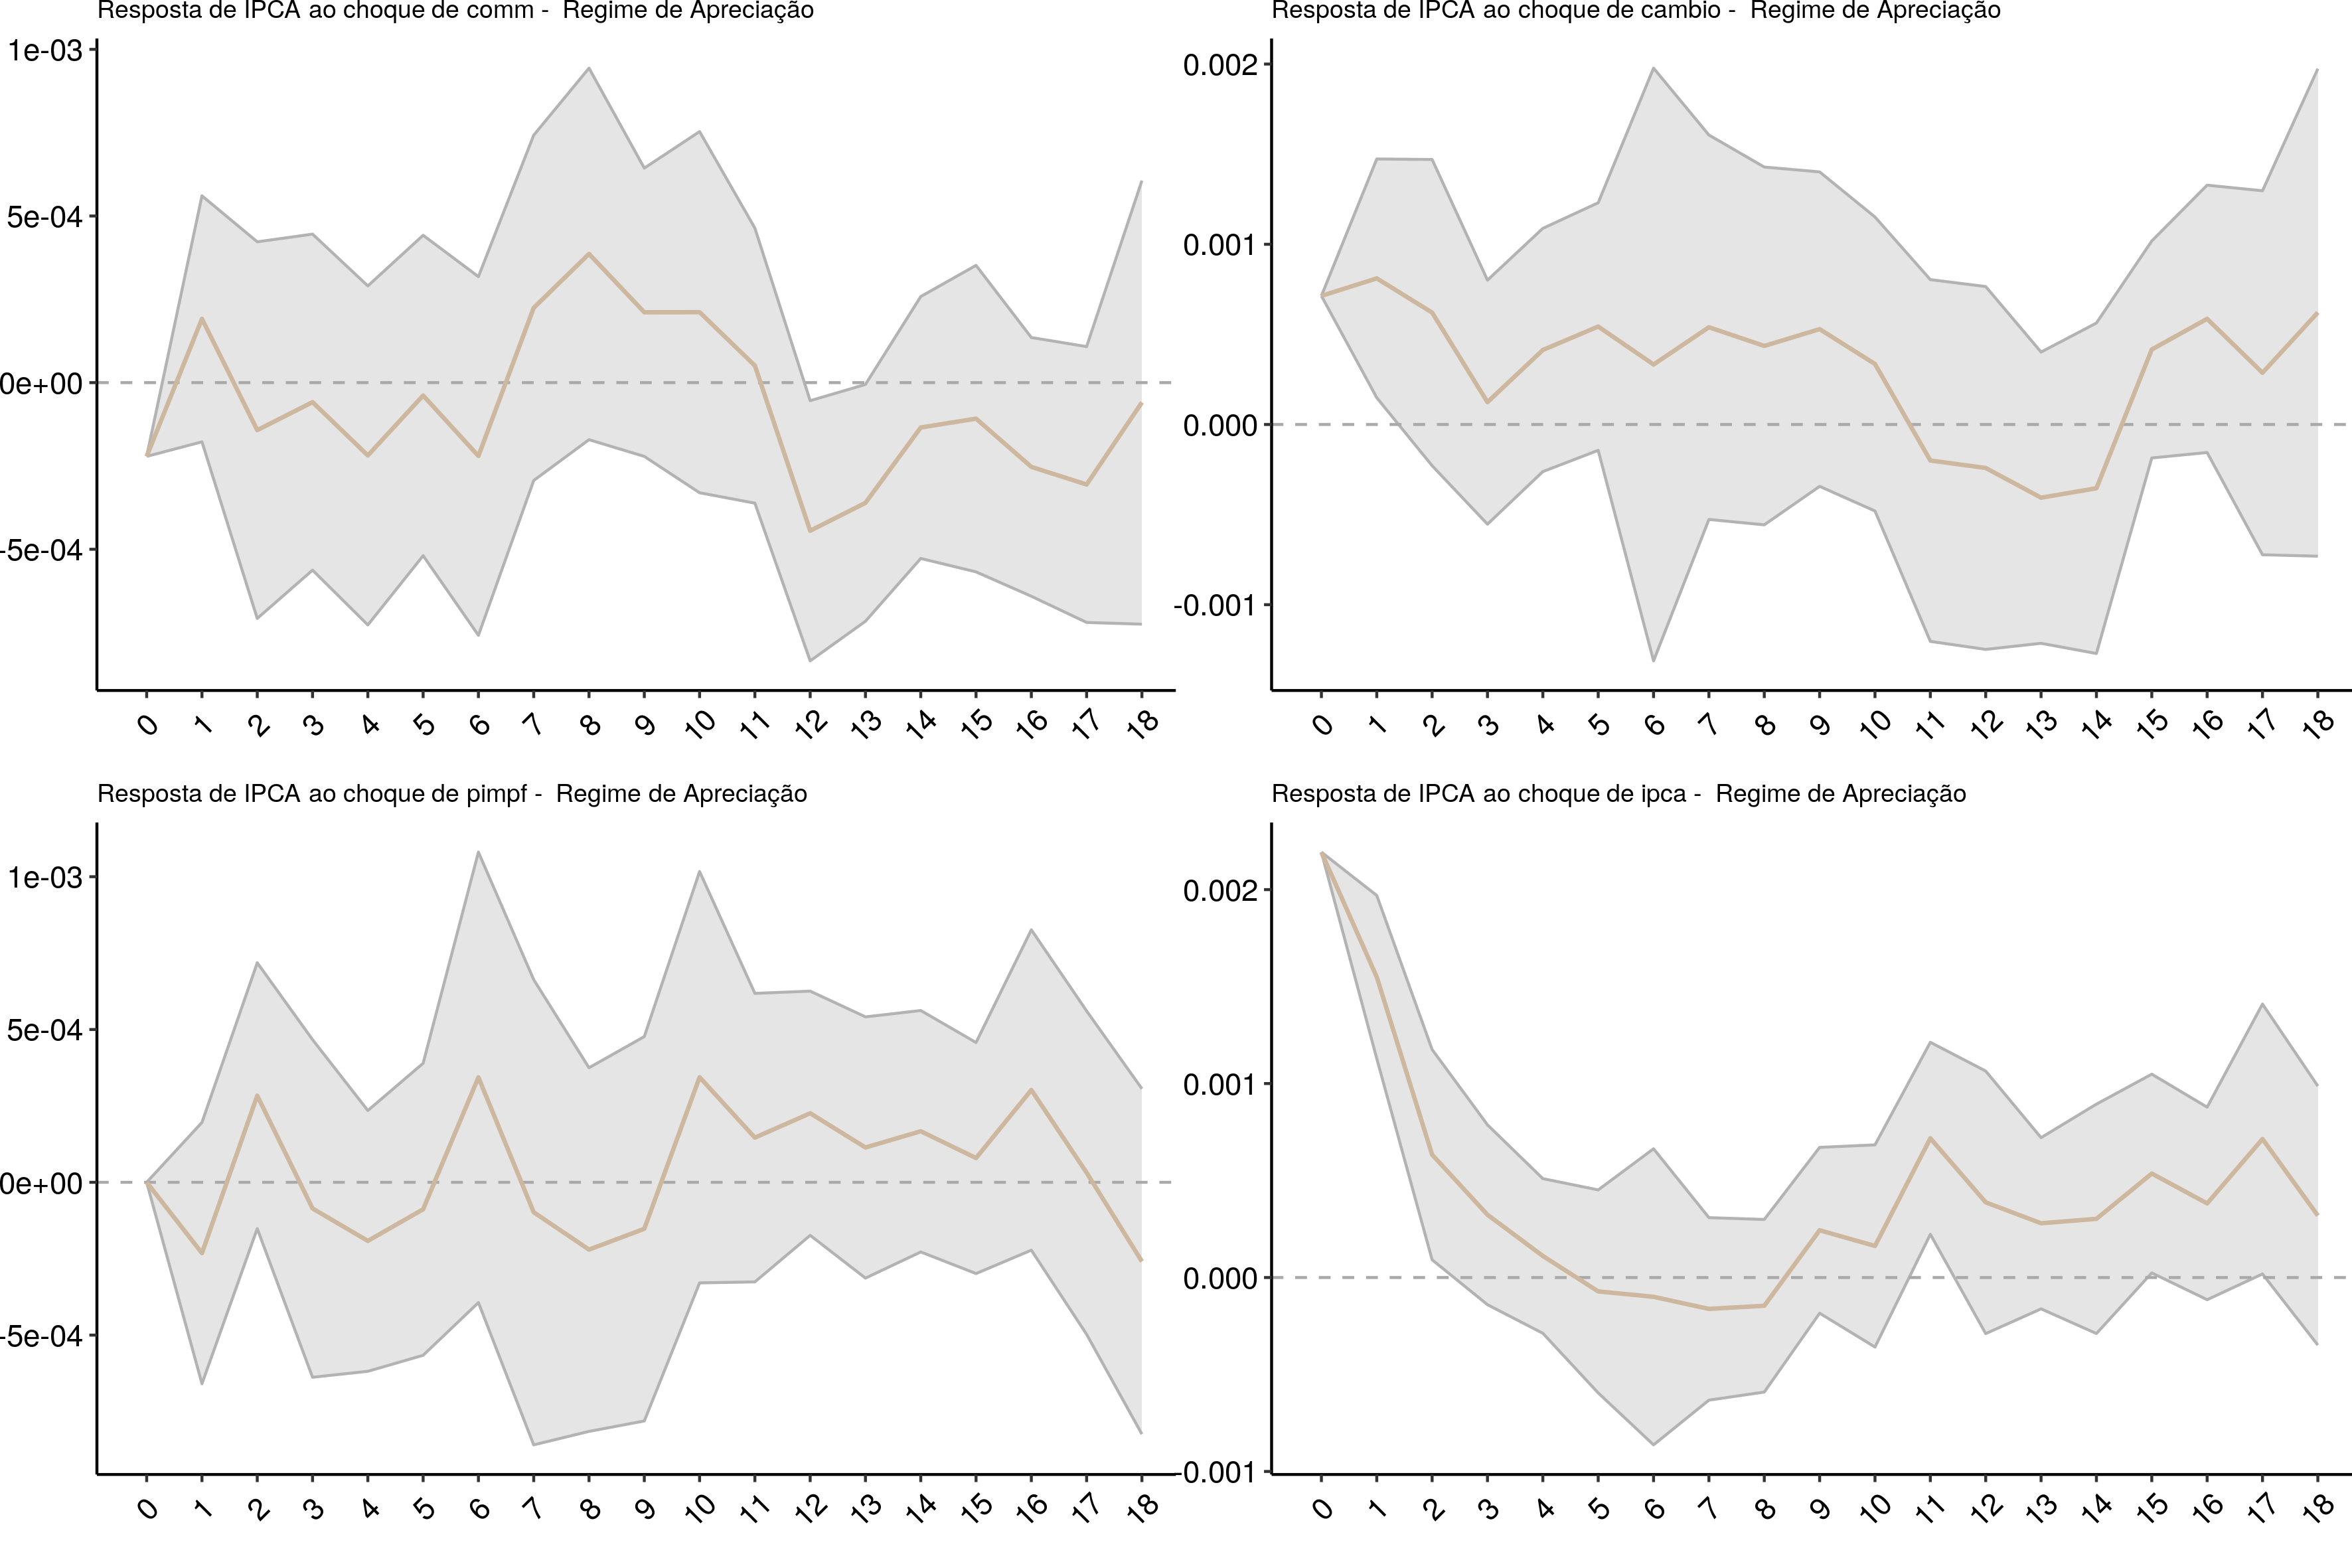 Resposta de IPCA ao choque de comm - Regime de Apreciação
1e-03
5e-04
0e+00
-5e-04
0 1 2 3 4 5 6 7 8 9 10 11 12 13 14 15 16 17 18
Resposta de IPCA ao choque de cambio - Regime de Apreciação
0.002
0.001
0.000
-0.001
0 1 2 3 4 5 6 7 8 9 10 11 12 13 14 15 16 17 18
Resposta de IPCA ao choque de pimpf - Regime de Apreciação
1e-03
5e-04
0e+00
-5e-04
0 1 2 3 4 5 6 7 8 9 10 11 12 13 14 15 16 17 18
Resposta de IPCA ao choque de ipca - Regime de Apreciação
0.002
0.001
0.000
-0.001
0 1 2 3 4 5 6 7 8 9 10 11 12 13 14 15 16 17 18